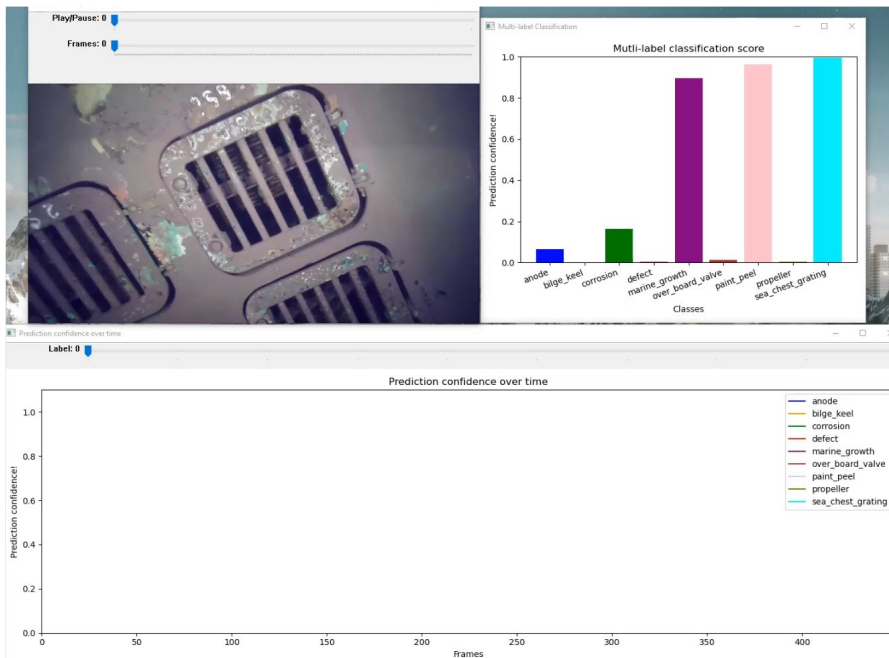 Play/Pause: 0
Frames: 0
Multi-label Classification
Mutli-label classification score
Prediction confidence!
1.0
0.8
0.6
0.4
0.2
0.0
anode
bilge_keel
corrosion
defect
marine_growth
over_board_valve
paint_peel
propeller
sea_chest_grating
Classes
Prediction confidence over time
Label: 0
Prediction confidence over time
Prediction confidence!
1.0
0.8
0.6
0.4
0.2
0.0
0 50 100 150 200 250 300 350 400
Frames
anode
bilge_keel
corrosion
defect
marine_growth
over_board_valve
paint_peel
propeller
sea_chest_grating